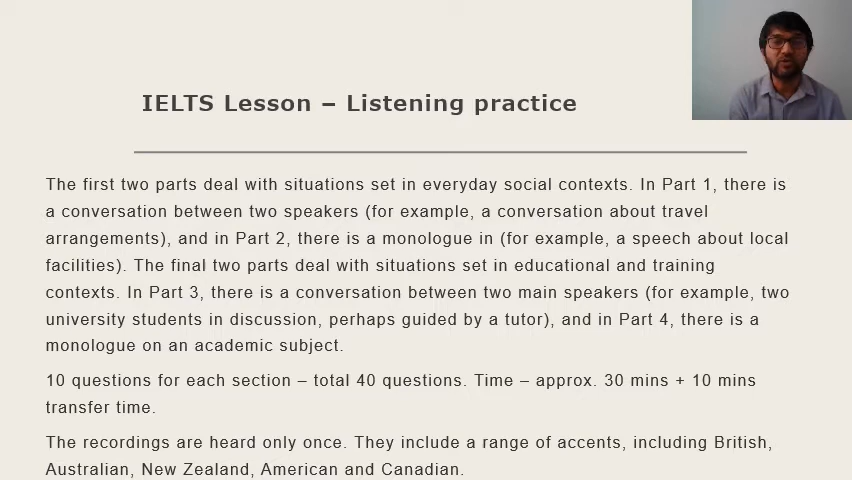 IELTS Lesson – Listening practice
The first two parts deal with situations set in everyday social contexts. In Part 1, there is
a conversation between two speakers (for example, a conversation about travel
arrangements), and in Part 2, there is a monologue in (for example, a speech about local
facilities). The final two parts deal with situations set in educational and training
contexts. In Part 3, there is a conversation between two main speakers (for example, two
university students in discussion, perhaps guided by a tutor), and in Part 4, there is a
monologue on an academic subject.
10 questions for each section – total 40 questions. Time – approx. 30 mins + 10 mins
transfer time.
The recordings are heard only once. They include a range of accents, including British,
Australian, New Zealand, American and Canadian.